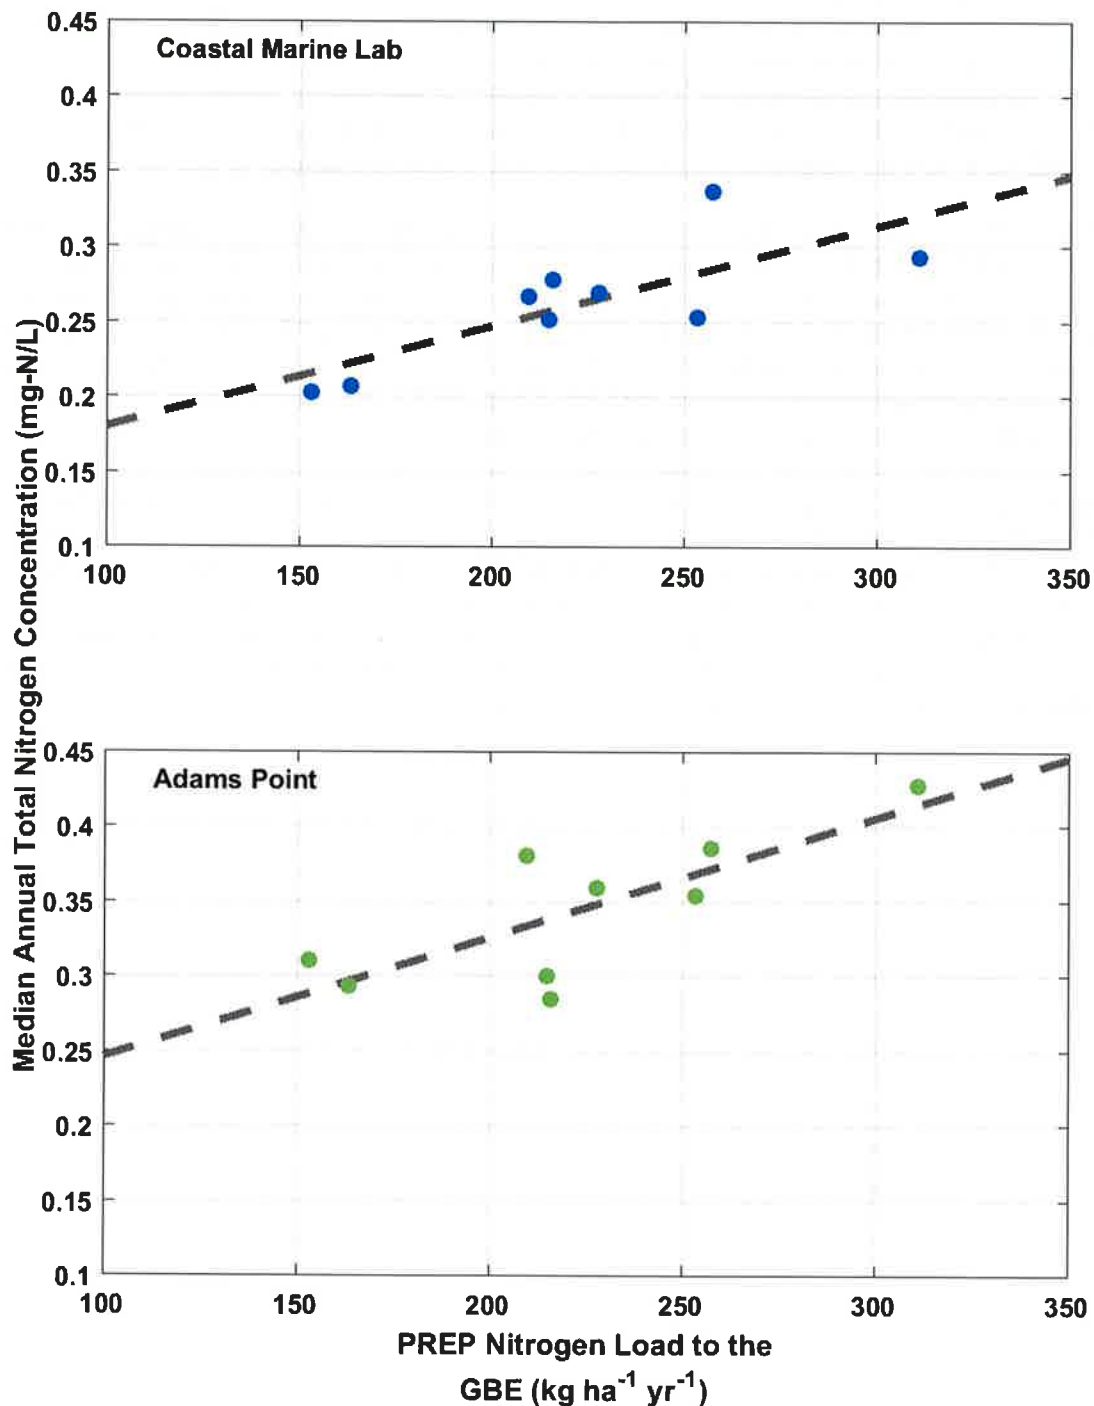 Median Annual Total Nitrogen Concentration (mg-N/L)
0.45
Coastal Marine Lab
0.4
0.35
0.3
0.25
0.2
0.15
0.1
100 150 200 250 300 350
0.45
Adams Point
0.4
0.35
0.3
0.25
0.2
0.15
0.1
100 150 200 250 300 350
PREP Nitrogen Load to the
GBE (kg ha⁻¹ yr⁻¹)